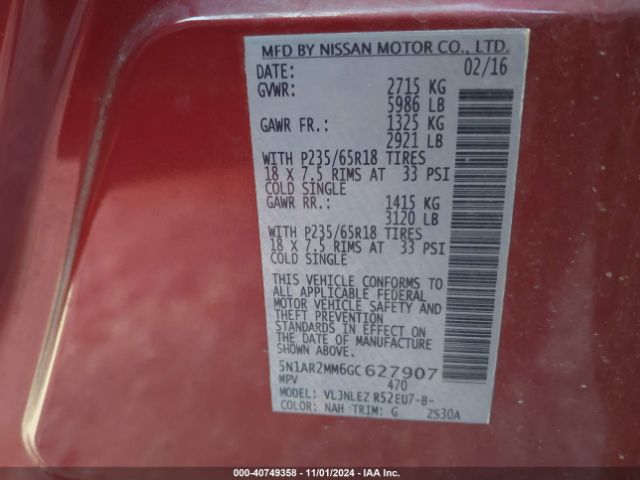 MFD BY NISSAN MOTOR CO., LTD.
DATE: 02/16
GVWR: 2715 KG
5986 LB
GAWR FR.: 1325 KG
2921 LB
WITH P235/65R18 TIRES
18 X 7.5 RIMS AT 33 PSI
COLD SINGLE
GAWR RR.: 1415 KG
3120 LB
WITH P235/65R18 TIRES
18 X 7.5 RIMS AT 33 PSI
COLD SINGLE
THIS VEHICLE CONFORMS TO
ALL APPLICABLE FEDERAL
MOTOR VEHICLE SAFETY AND
THEFT PREVENTION
STANDARDS IN EFFECT ON
THE DATE OF MANUFACTURE
SHOWN ABOVE.
5N1AR2MM6GC627907
MPV 470
MODEL: VLJNLEZ R52EU7-B-
COLOR: NAH TRIM: G ZS30A
000-40749358 • 11/01/2024 - IAAI.com